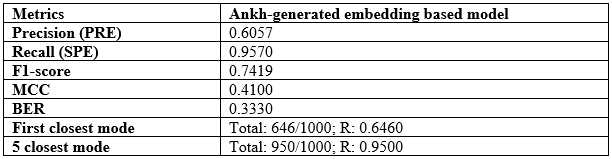 Metrics Ankh-generated embedding based model
Precision (PRE) 0.6057
Recall (SPE) 0.9570
F1-score 0.7419
MCC 0.4100
BER 0.3330
First closest mode Total: 646/1000; R: 0.6460
5 closest mode Total: 950/1000; R: 0.9500